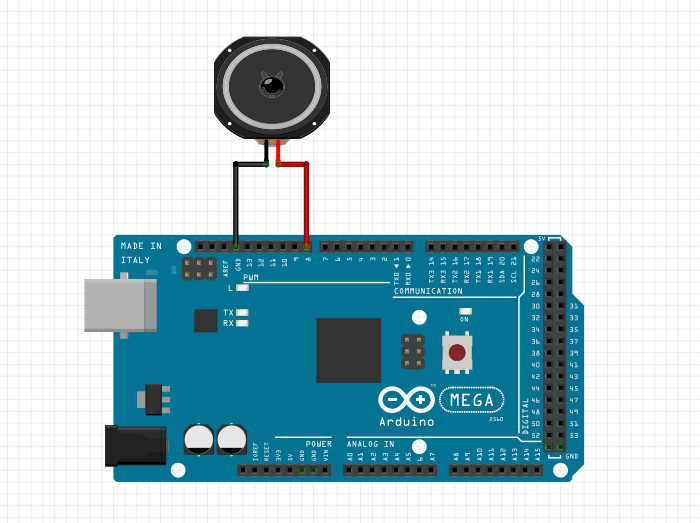 MADE IN
ITALY
AREF GND 13 12 11 10 9 8 7 6 5 4 3 2 TX0 1 RX0 0 TX3 14 RX3 15 TX2 16 RX2 17 TX1 18 RX1 19 SDA 20 SCL 21
PWM
COMMUNICATION
L
TX
RX
ON
5V
22
24
26
28
30 31
32 33
34 35
36 37
38 39
40 41
42 43
44 45
46 47
48 49
50 51
52 53
GND
DIGITAL
MEGA
2560
TM
Arduino
POWER
ANALOG IN
IOREF RESET 3V3 5V GND GND VIN A0 A1 A2 A3 A4 A5 6 A7 A8 A9 A10 A11 A12 A13 A14 A15